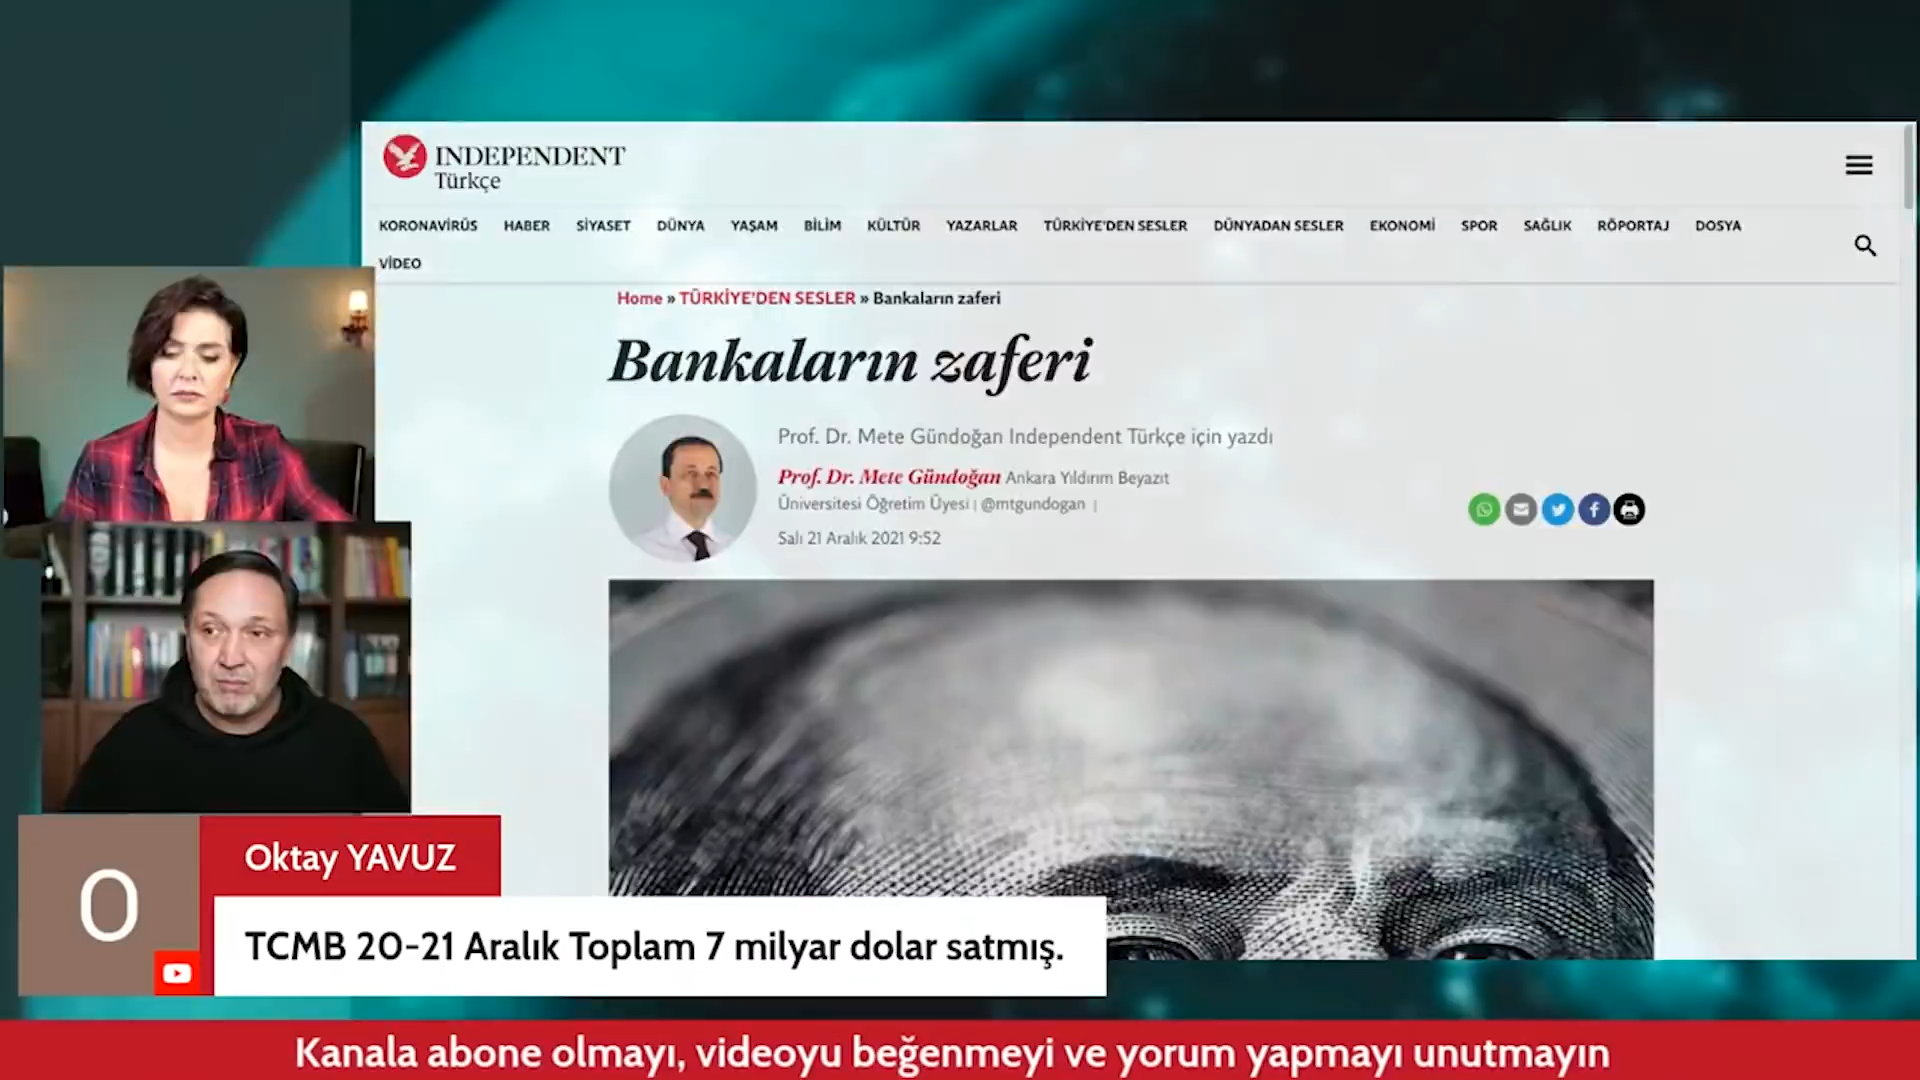 INDEPENDENT
Türkçe
KORONAVİRÜS HABER SİYASET DÜNYA YAŞAM BİLİM KÜLTÜR YAZARLAR TÜRKİYE'DEN SESLER DÜNYADAN SESLER EKONOMİ SPOR SAĞLIK RÖPORTAJ DOSYA
VİDEO
Home » TÜRKİYE'DEN SESLER » Bankaların zaferi
Bankaların zaferi
Prof. Dr. Mete Gündoğan Independent Türkçe için yazdı
Prof. Dr. Mete Gündoğan Ankara Yıldırım Beyazıt
Üniversitesi Öğretim Üyesi | @mtgundogan |
Salı 21 Aralık 2021 9:52
O
Oktay YAVUZ
TCMB 20-21 Aralık Toplam 7 milyar dolar satmış.
Kanala abone olmayı, videoyu beğenmeyi ve yorum yapmayı unutmayın